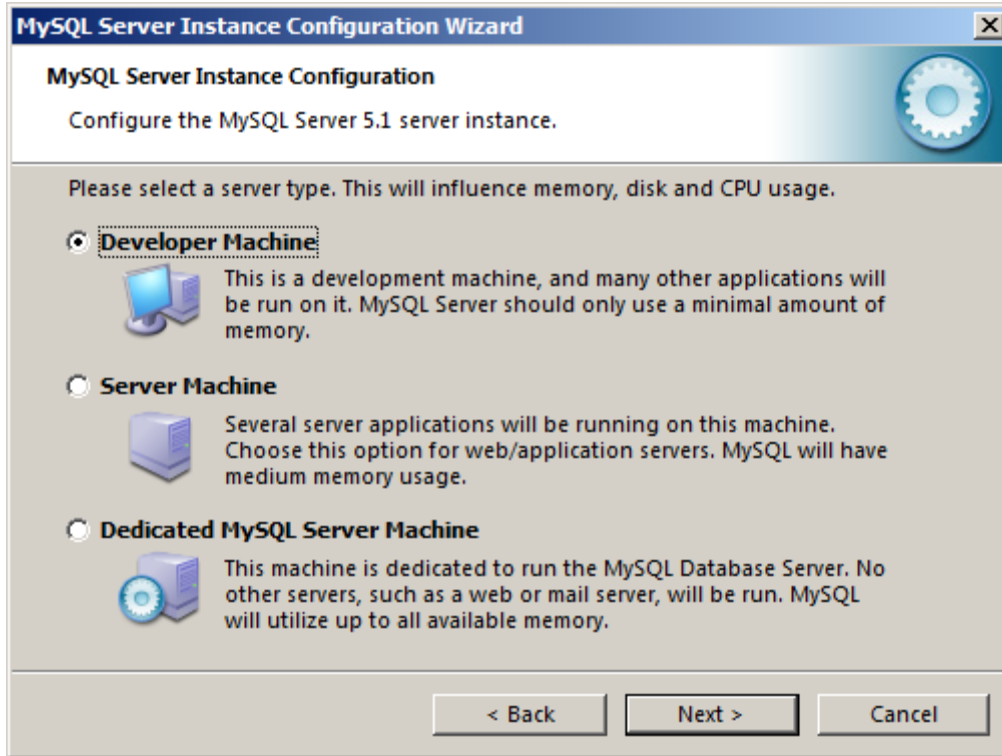 MySQL Server Instance Configuration Wizard
MySQL Server Instance Configuration
Configure the MySQL Server 5.1 server instance.
Please select a server type. This will influence memory, disk and CPU usage.
Developer Machine
This is a development machine, and many other applications will
be run on it. MySQL Server should only use a minimal amount of
memory.
Server Machine
Several server applications will be running on this machine.
Choose this option for web/application servers. MySQL will have
medium memory usage.
Dedicated MySQL Server Machine
This machine is dedicated to run the MySQL Database Server. No
other servers, such as a web or mail server, will be run. MySQL
will utilize up to all available memory.
< Back Next > Cancel